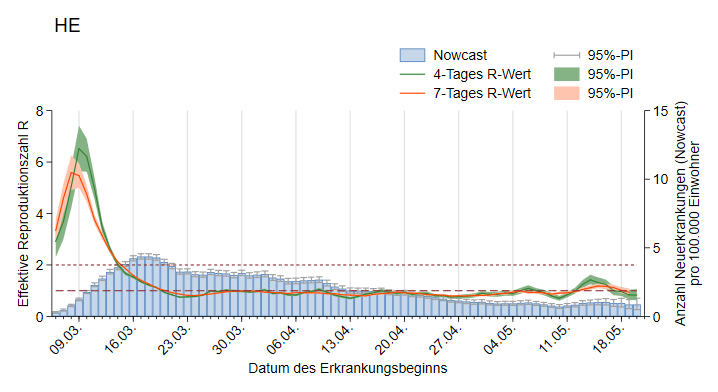 HE
Nowcast
95%-PI
4-Tages R-Wert
95%-PI
7-Tages R-Wert
95%-PI
Effektive Reproduktionszahl R
8
6
4
2
0
15
10
5
0
Anzahl Neuerkrankungen (Nowcast)
pro 100.000 Einwohner
09.03.
16.03.
23.03.
30.03.
06.04.
13.04.
20.04.
27.04.
04.05.
11.05.
18.05.
Datum des Erkrankungsbeginns